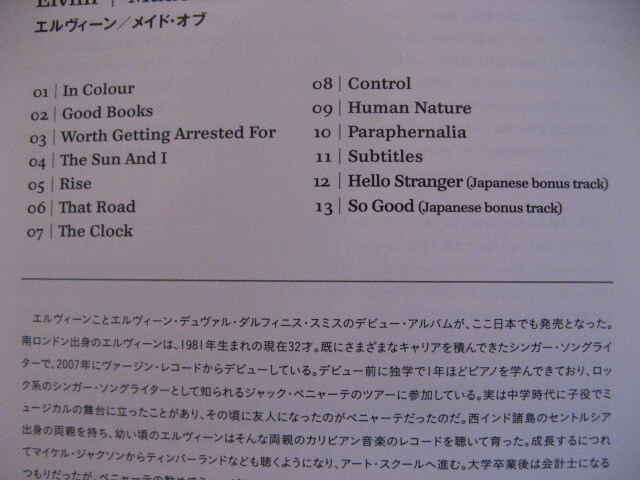 エルヴィーン／メイド・オブ
01 | In Colour
02 | Good Books
03 | Worth Getting Arrested For
04 | The Sun And I
05 | Rise
06 | That Road
07 | The Clock
08 | Control
09 | Human Nature
10 | Paraphernalia
11 | Subtitles
12 | Hello Stranger (Japanese bonus track)
13 | So Good (Japanese bonus track)
エルヴィーンことエルヴィーン・デュヴァル・ダルフィニス・スミスのデビュー・アルバムが、ここ日本でも発売となった。
南ロンドン出身のエルヴィーンは、1981年生まれの現在32才。既にさまざまなキャリアを積んできたシンガー・ソングライ
ターで、2007年にヴァージン・レコードからデビューしている。デビュー前に独学で1年ほどピアノを学んできており、ロッ
ク系のシンガー・ソングライターとして知られるジャック・ペニャーテのツアーに参加している。実は中学時代に子役でミ
ュージカルの舞台に立ったことがあり、その頃に友人になったのがペニャーテだったのだ。西インド諸島のセントルシア
出身の両親を持ち、幼い頃のエルヴィーンはそんな両親のカリビアン音楽のレコードを聴いて育った。成長するにつれ
てマイケル・ジャクソンからティンバーランドなども聴くようになり、アート・スクールへ進む。大学卒業後は会計士になる
つもりだったが、ペニャーテの勧めで